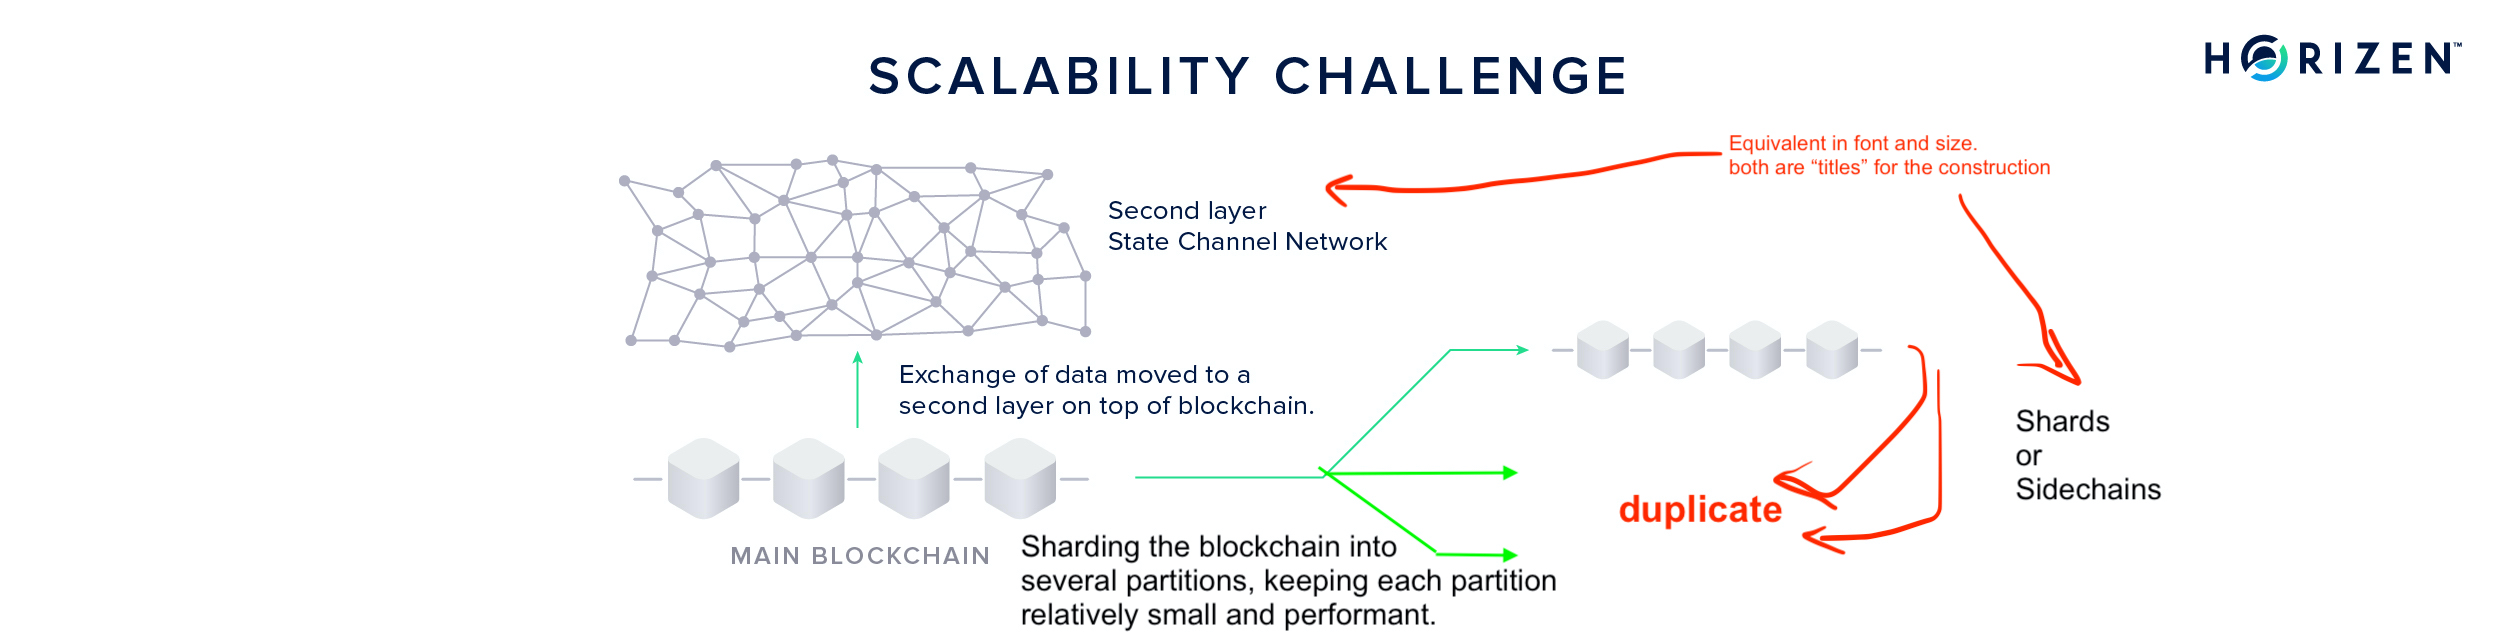 SCALABILITY CHALLENGE
HORIZEN™
Equivalent in font and size.
both are “titles” for the construction
Second layer
State Channel Network
Exchange of data moved to a
second layer on top of blockchain.
Shards
or
Sidechains
duplicate
MAIN BLOCKCHAIN
Sharding the blockchain into
several partitions, keeping each partition
relatively small and performant.